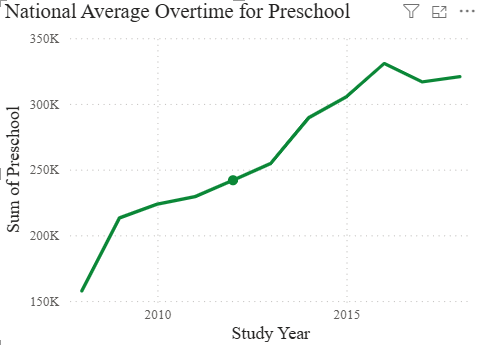 National Average Overtime for Preschool
350K
300K
250K
200K
150K
Sum of Preschool
2010
2015
Study Year